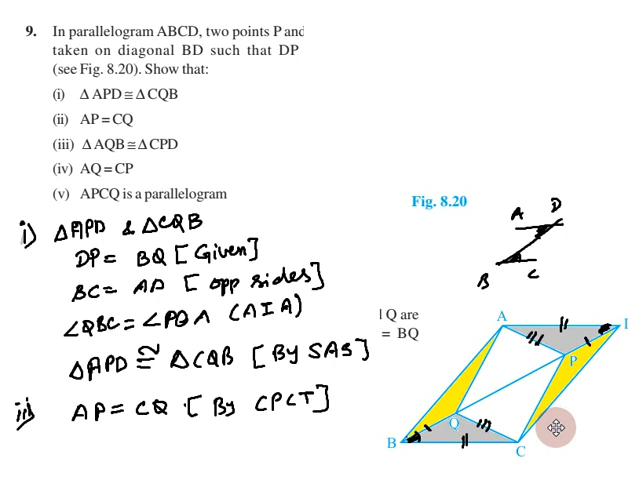 9. In parallelogram ABCD, two points P and
taken on diagonal BD such that DP
(see Fig. 8.20). Show that:
(i) Δ APD ≅ Δ CQB
(ii) AP = CQ
(iii) Δ AQB ≅ Δ CPD
(iv) AQ = CP
(v) APCQ is a parallelogram
Fig. 8.20
A D
B C
i) ΔAPD & ΔCQB
DP = BQ [Given]
BC = AD [opp sides]
∠QBC = ∠PDA (AIA)
ΔAPD ≅ ΔCQB [By SAS]
ii) AP = CQ [By CPCT]
l Q are
= BQ
A D
P
Q
B C